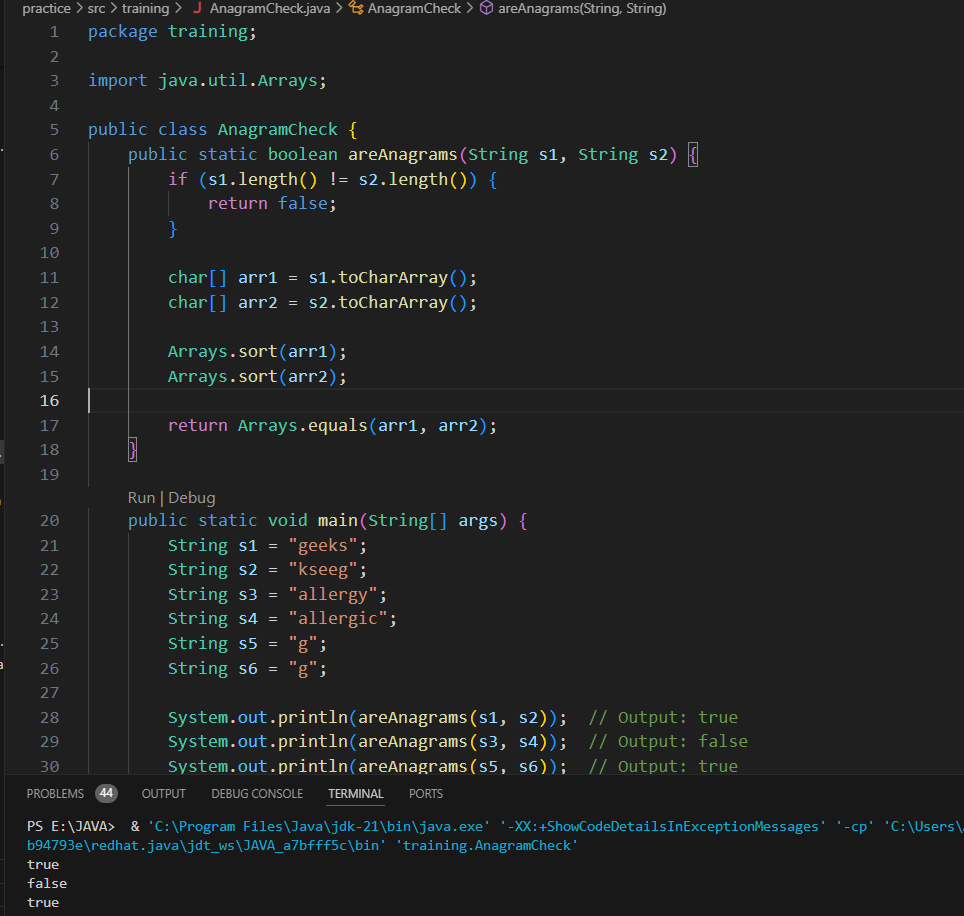 practice > src > training > J AnagramCheck.java > AnagramCheck > areAnagrams(String, String)
1 package training;
2
3 import java.util.Arrays;
4
5 public class AnagramCheck {
6     public static boolean areAnagrams(String s1, String s2) {
7         if (s1.length() != s2.length()) {
8             return false;
9         }
10
11         char[] arr1 = s1.toCharArray();
12         char[] arr2 = s2.toCharArray();
13
14         Arrays.sort(arr1);
15         Arrays.sort(arr2);
16
17         return Arrays.equals(arr1, arr2);
18     }
19
Run | Debug
20     public static void main(String[] args) {
21         String s1 = "geeks";
22         String s2 = "kseeg";
23         String s3 = "allergy";
24         String s4 = "allergic";
25         String s5 = "g";
26         String s6 = "g";
27
28         System.out.println(areAnagrams(s1, s2));  // Output: true
29         System.out.println(areAnagrams(s3, s4));  // Output: false
30         System.out.println(areAnagrams(s5, s6));  // Output: true
PROBLEMS 44 OUTPUT DEBUG CONSOLE TERMINAL PORTS
PS E:\JAVA>  & 'C:\Program Files\Java\jdk-21\bin\java.exe' '-XX:+ShowCodeDetailsInExceptionMessages' '-cp' 'C:\Users\
b94793e\redhat.java\jdt_ws\JAVA_a7bfff5c\bin' 'training.AnagramCheck'
true
false
true